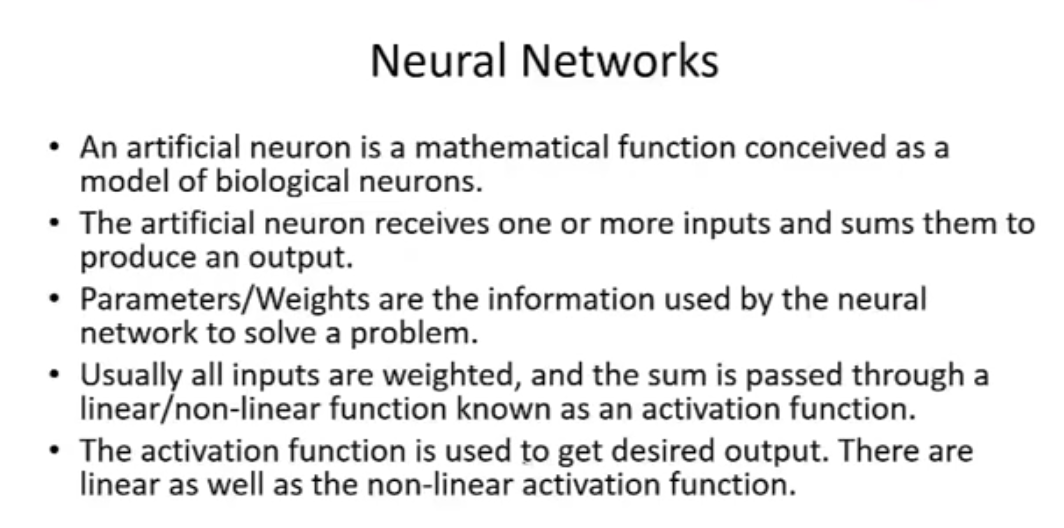 Neural Networks
• An artificial neuron is a mathematical function conceived as a
model of biological neurons.
• The artificial neuron receives one or more inputs and sums them to
produce an output.
• Parameters/Weights are the information used by the neural
network to solve a problem.
• Usually all inputs are weighted, and the sum is passed through a
linear/non-linear function known as an activation function.
• The activation function is used to get desired output. There are
linear as well as the non-linear activation function.